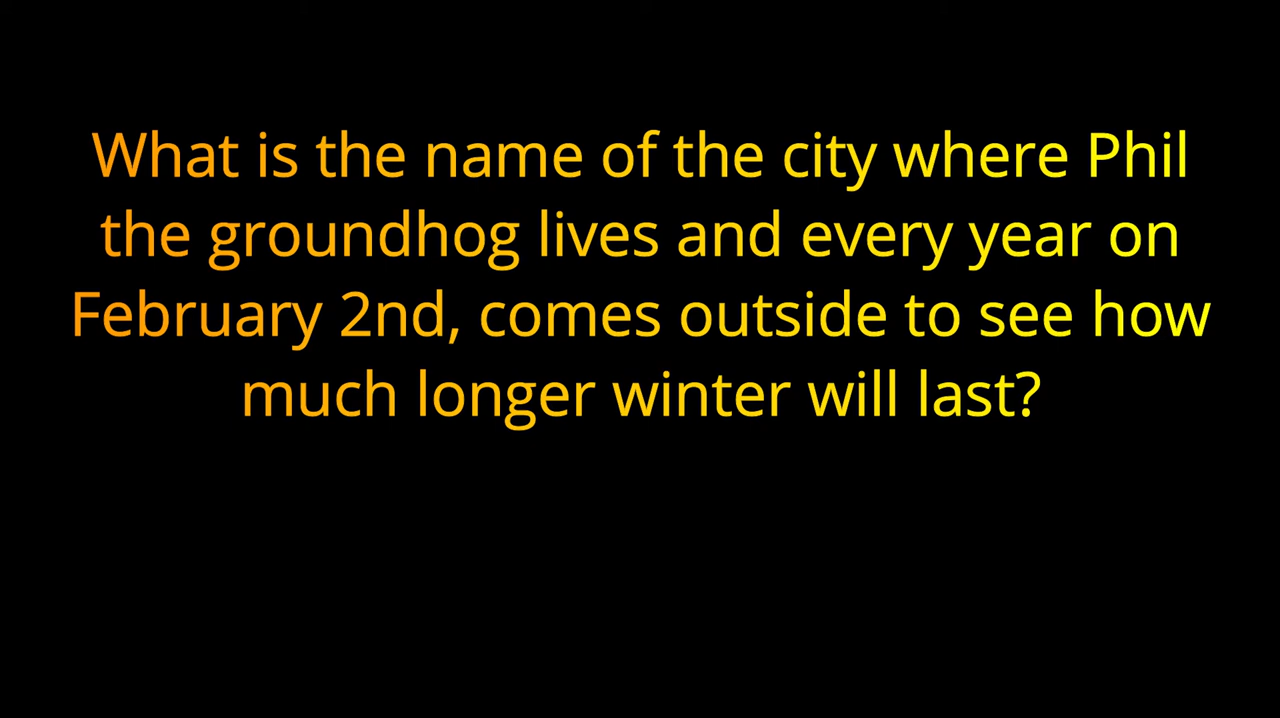 What is the name of the city where Phil
the groundhog lives and every year on
February 2nd, comes outside to see how
much longer winter will last?